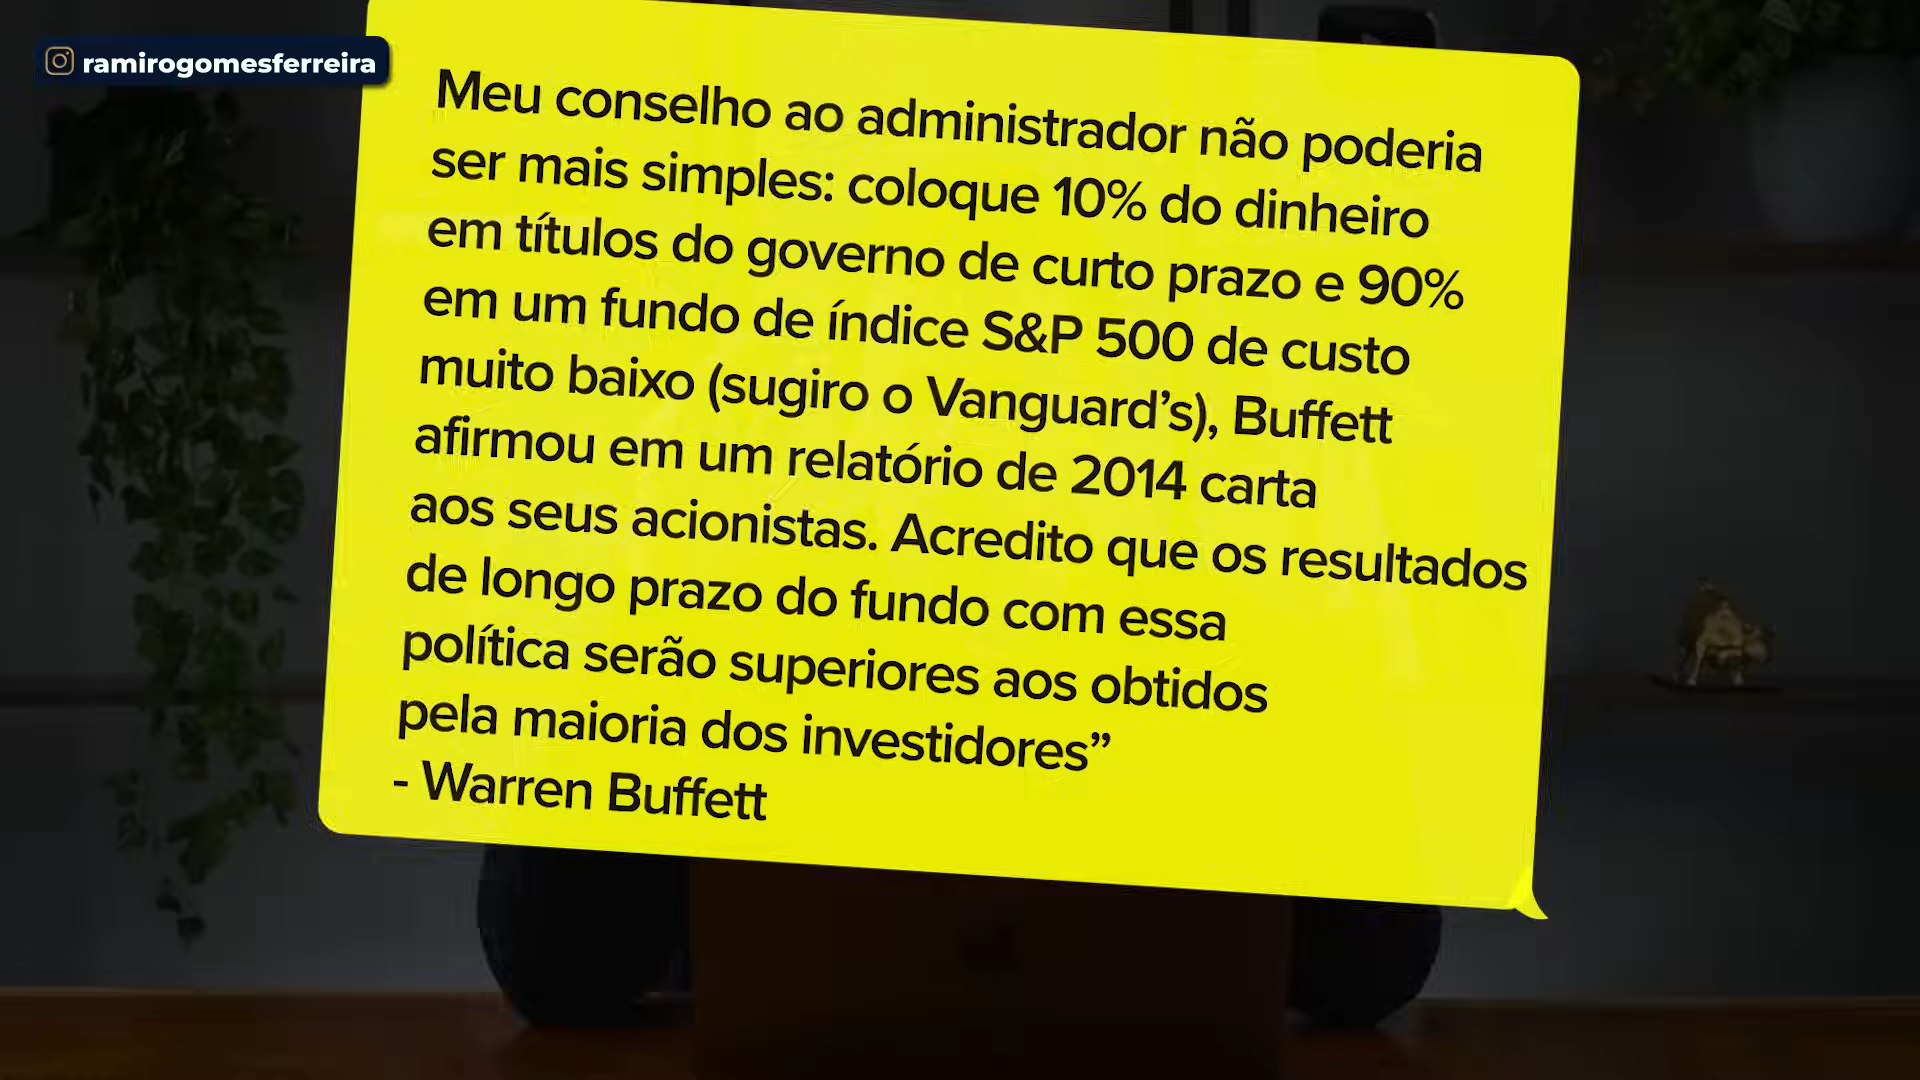 ramirogomesferreira
Meu conselho ao administrador não poderia
ser mais simples: coloque 10% do dinheiro
em títulos do governo de curto prazo e 90%
em um fundo de índice S&P 500 de custo
muito baixo (sugiro o Vanguard’s), Buffett
afirmou em um relatório de 2014 carta
aos seus acionistas. Acredito que os resultados
de longo prazo do fundo com essa
política serão superiores aos obtidos
pela maioria dos investidores”
- Warren Buffett